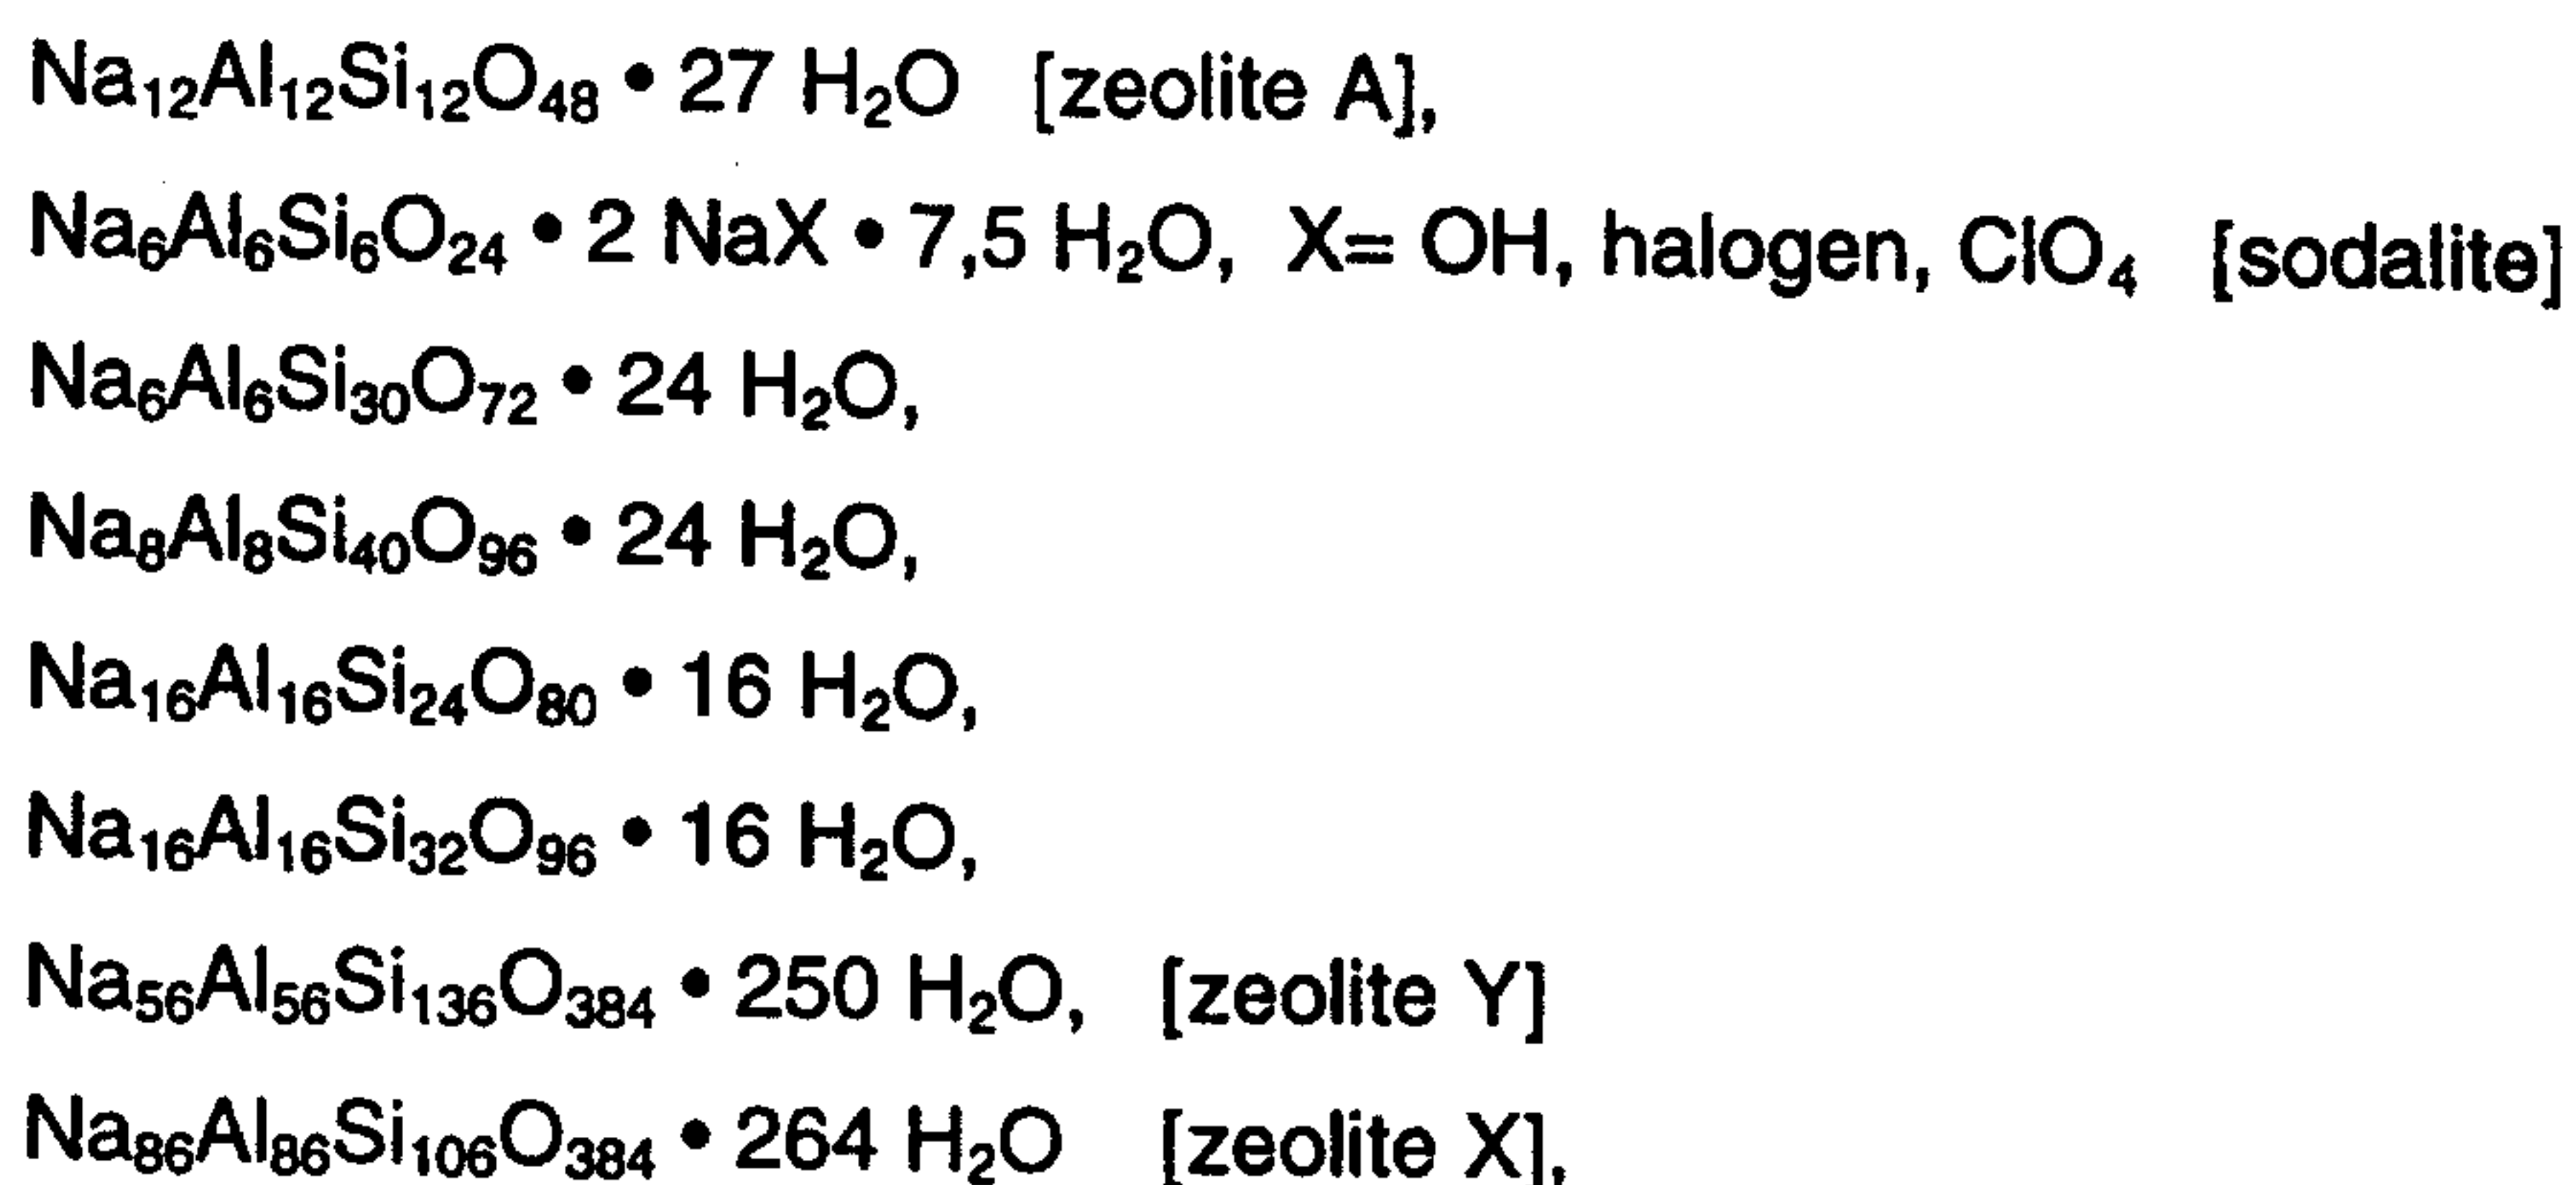 Na₁₂Al₁₂Si₁₂O₄₈ • 27 H₂O [zeolite A],
Na₆Al₆Si₆O₂₄ • 2 NaX • 7,5 H₂O, X= OH, halogen, ClO₄ [sodalite]
Na₆Al₆Si₃₀O₇₂ • 24 H₂O,
Na₈Al₈Si₄₀O₉₆ • 24 H₂O,
Na₁₆Al₁₆Si₂₄O₈₀ • 16 H₂O,
Na₁₆Al₁₆Si₃₂O₉₆ • 16 H₂O,
Na₅₆Al₅₆Si₁₃₆O₃₈₄ • 250 H₂O, [zeolite Y]
Na₈₆Al₈₆Si₁₀₆O₃₈₄ • 264 H₂O [zeolite X],